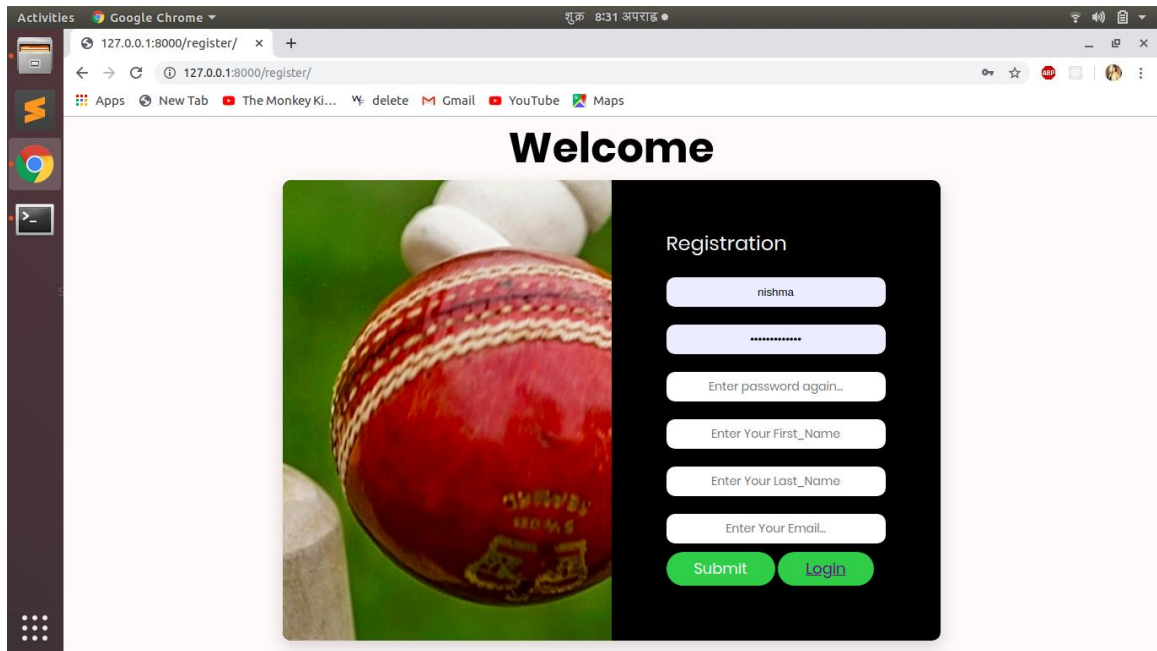 Activities Google Chrome शुक्र 8:31 अपराह्न
127.0.0.1:8000/register/
127.0.0.1:8000/register/
ABP
Apps New Tab The Monkey Ki... delete Gmail YouTube Maps
Welcome
Registration
nishma
Enter password again...
Enter Your First_Name
Enter Your Last_Name
Enter Your Email...
Submit Login